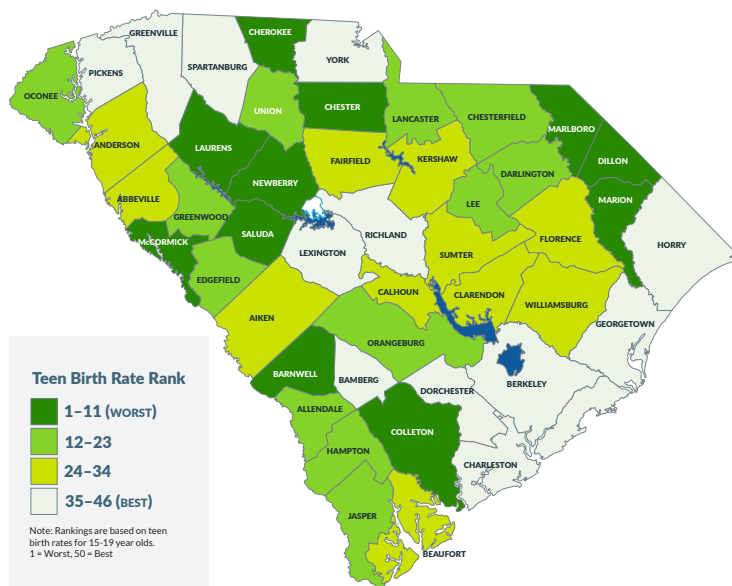 GREENVILLE
CHEROKEE
YORK
SPARTANBURG
PICKENS
OCONEE
UNION
CHESTER
LANCASTER
CHESTERFIELD
MARLBORO
ANDERSON
LAURENS
FAIRFIELD
KERSHAW
DARLINGTON
DILLON
NEWBERRY
ABBEVILLE
GREENWOOD
LEE
MARION
SALUDA
RICHLAND
FLORENCE
HORRY
McCORMICK
LEXINGTON
SUMTER
EDGEFIELD
CALHOUN
CLARENDON
WILLIAMSBURG
AIKEN
GEORGETOWN
ORANGEBURG
BARNWELL
BAMBERG
BERKELEY
DORCHESTER
ALLENDALE
COLLETON
HAMPTON
CHARLESTON
JASPER
BEAUFORT
Teen Birth Rate Rank
1–11 (WORST)
12–23
24–34
35–46 (BEST)
Note: Rankings are based on teen
birth rates for 15-19 year olds.
1 = Worst, 50 = Best